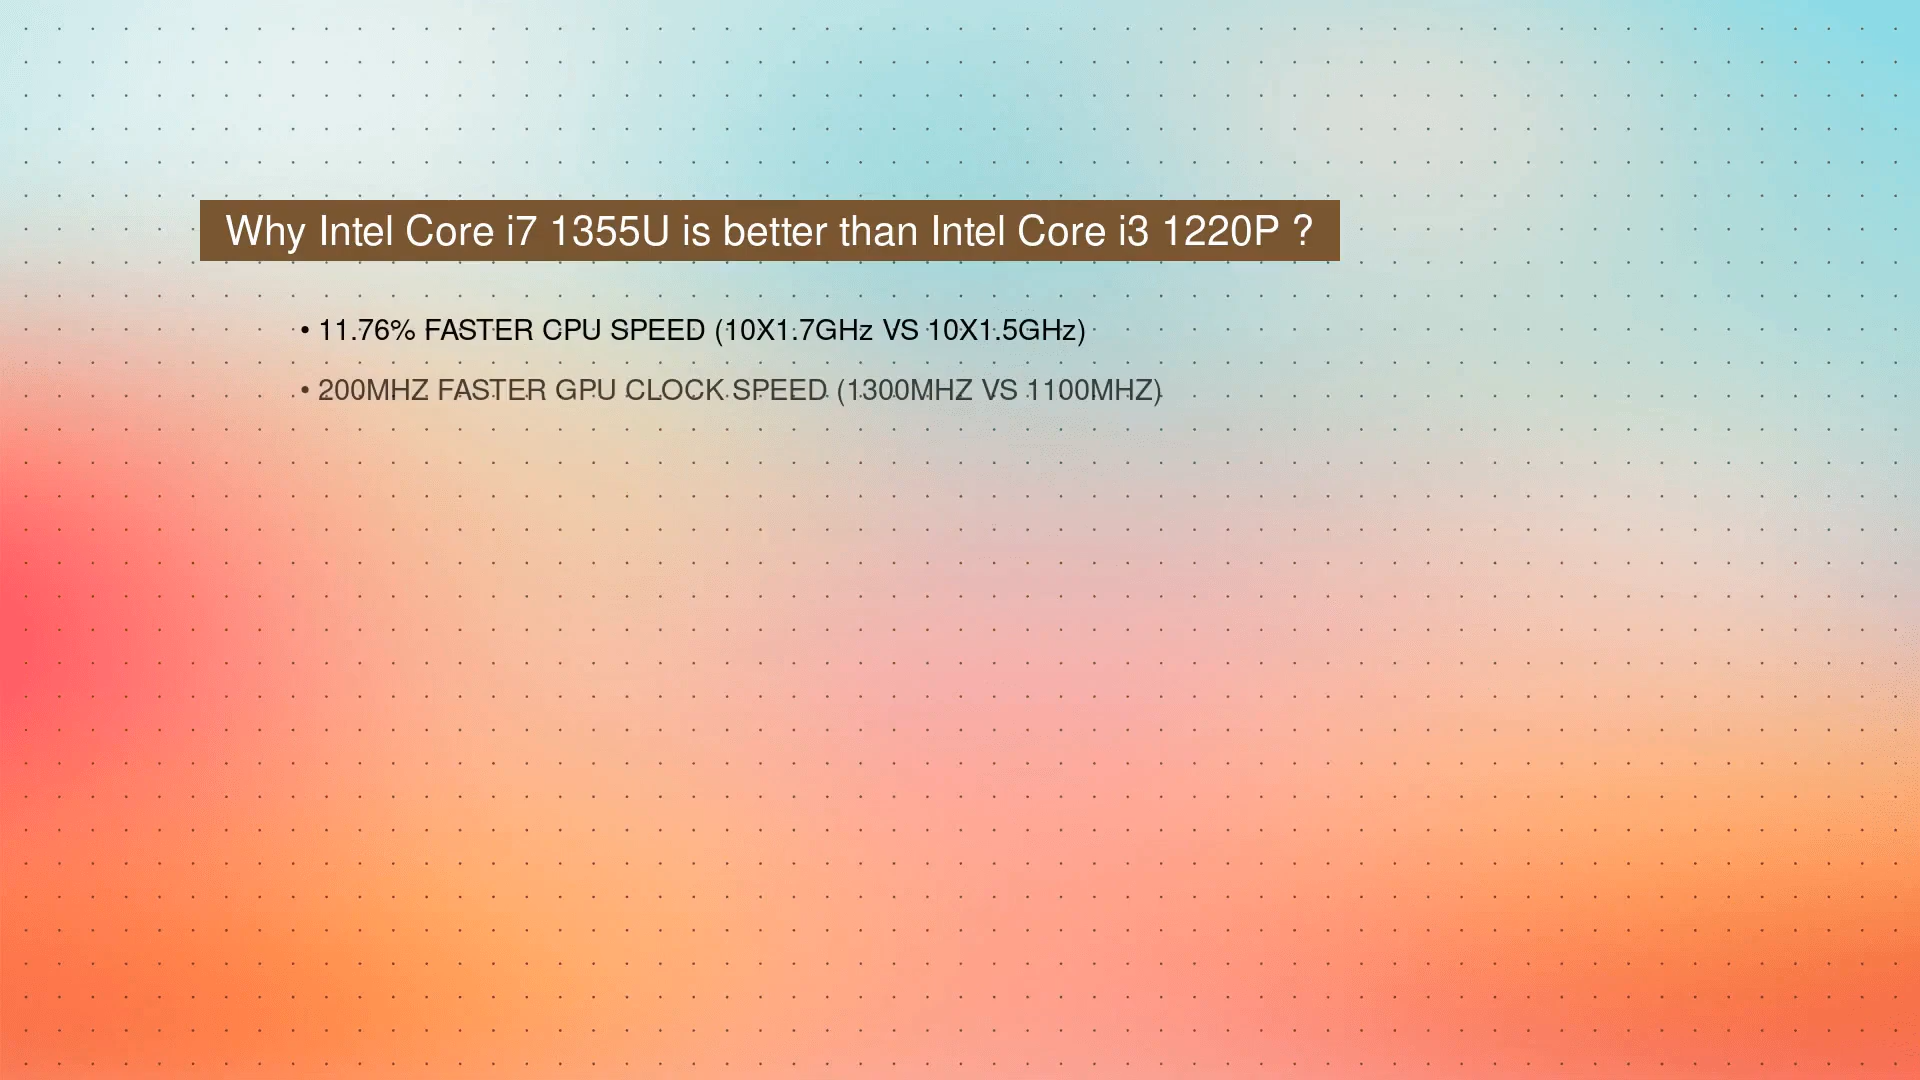 Why Intel Core i7 1355U is better than Intel Core i3 1220P ?
• 11.76% FASTER CPU SPEED (10X1.7GHz VS 10X1.5GHz)
• 200MHZ FASTER GPU CLOCK SPEED (1300MHZ VS 1100MHZ)